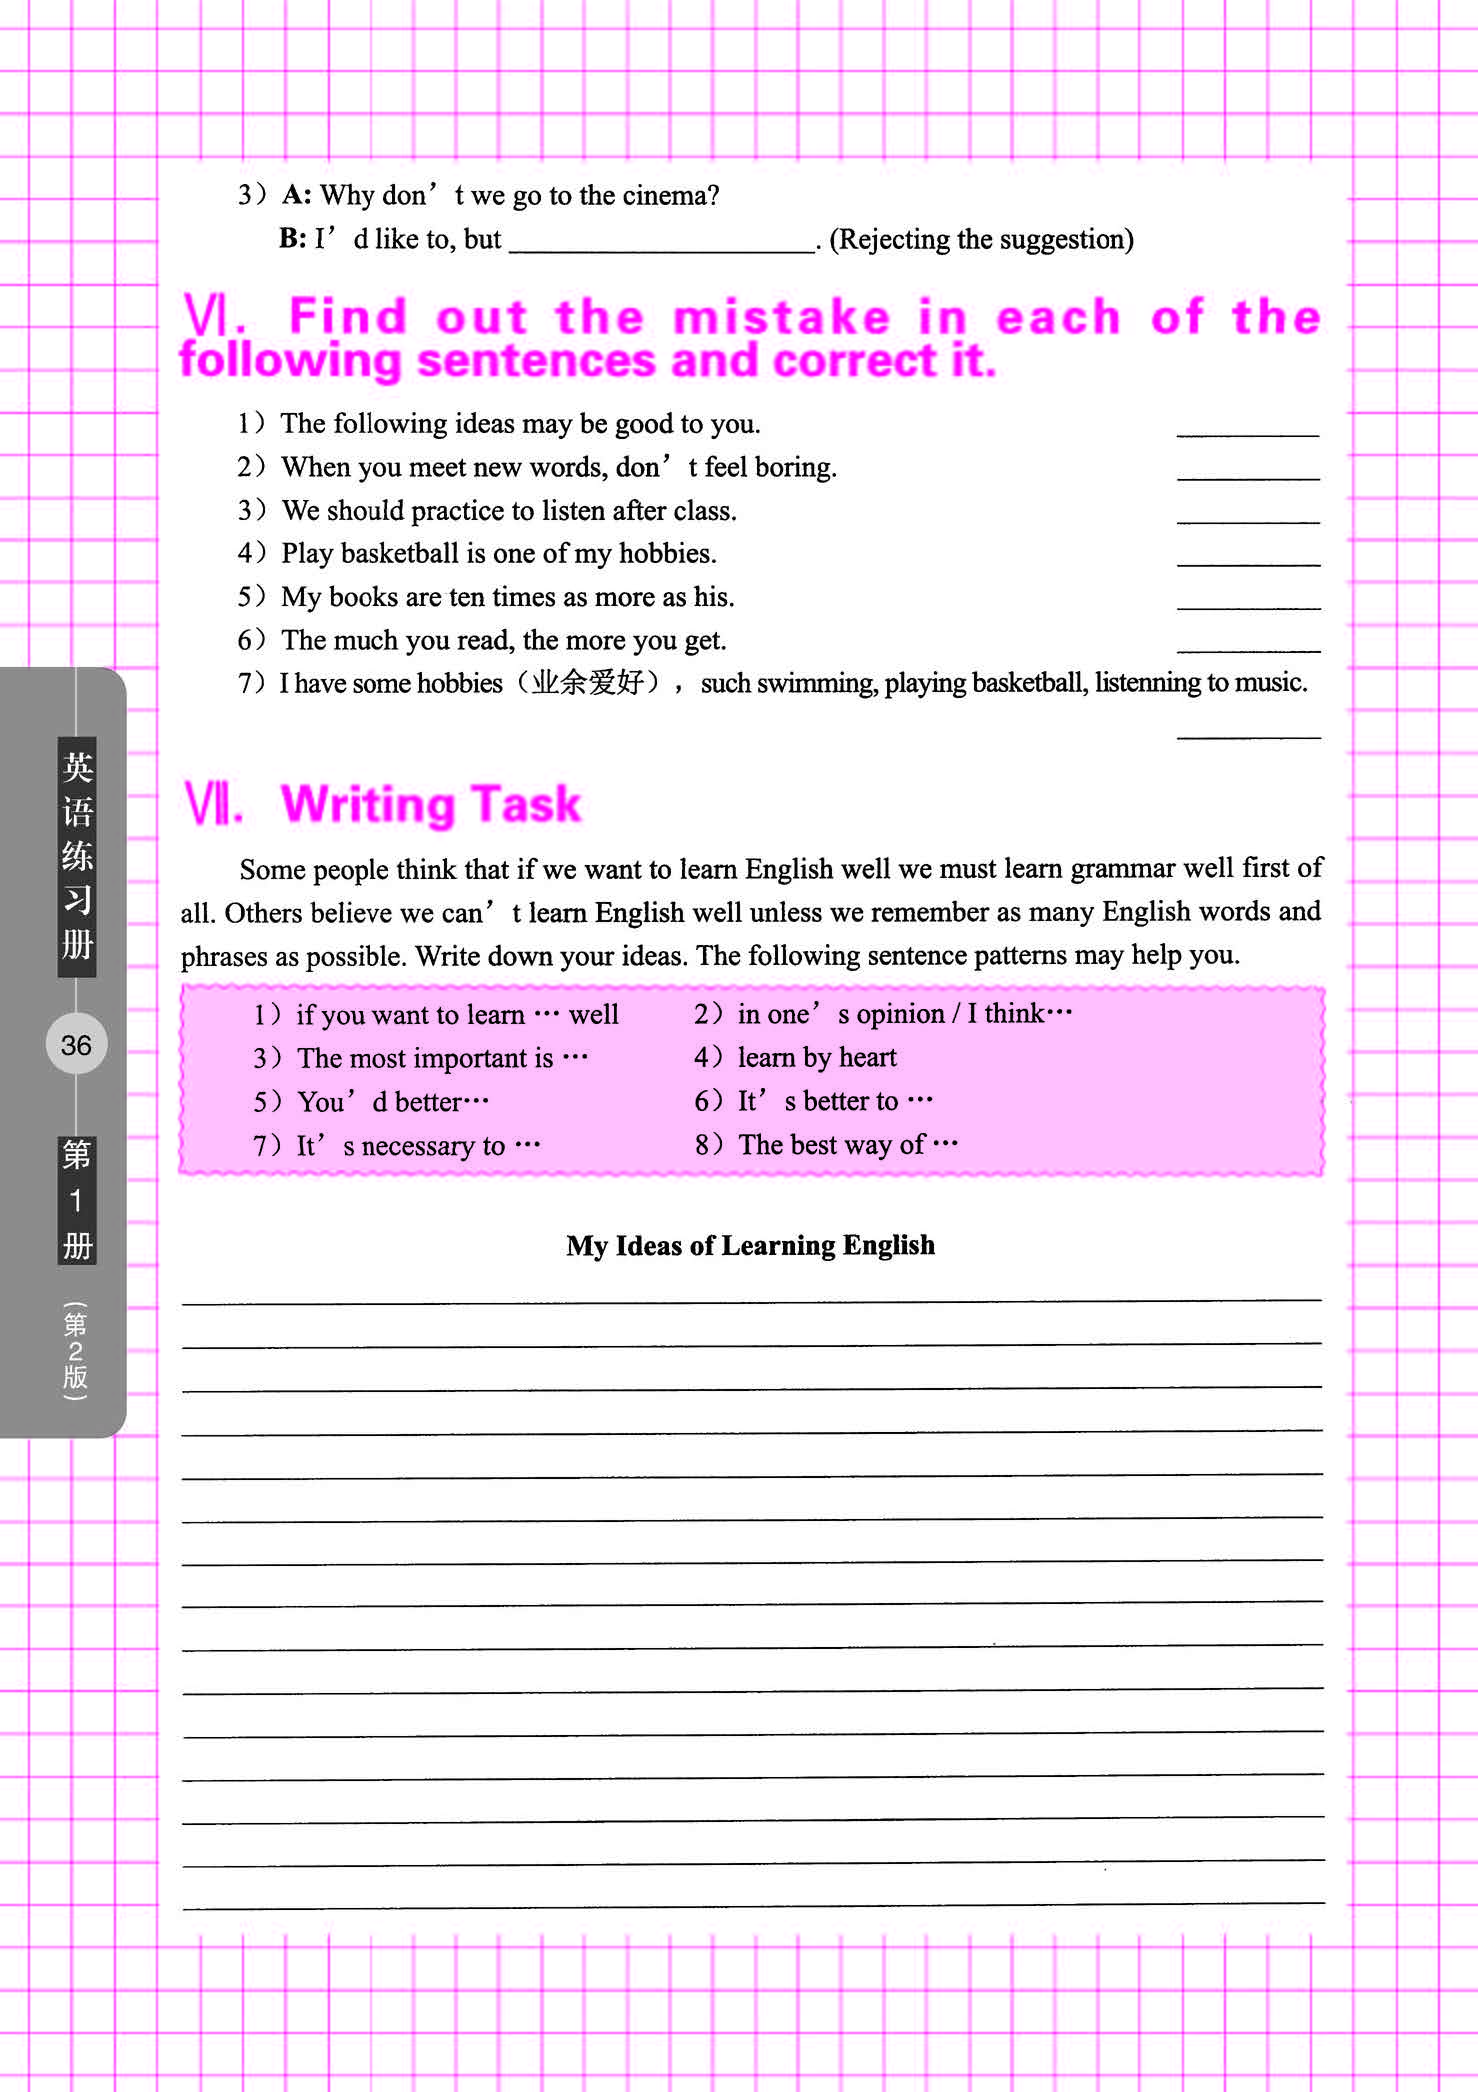 3）A: Why don’t we go to the cinema?
B: I’d like to, but ______________________. (Rejecting the suggestion)
Ⅵ. Find out the mistake in each of the
following sentences and correct it.
1）The following ideas may be good to you. __________
2）When you meet new words, don’t feel boring. __________
3）We should practice to listen after class. __________
4）Play basketball is one of my hobbies. __________
5）My books are ten times as more as his. __________
6）The much you read, the more you get. __________
7）I have some hobbies（业余爱好），such swimming, playing basketball, listenning to music.
__________
Ⅶ. Writing Task
Some people think that if we want to learn English well we must learn grammar well first of
all. Others believe we can’t learn English well unless we remember as many English words and
phrases as possible. Write down your ideas. The following sentence patterns may help you.
1）if you want to learn … well 2）in one’s opinion / I think…
3）The most important is … 4）learn by heart
5）You’d better… 6）It’s better to …
7）It’s necessary to … 8）The best way of …
My Ideas of Learning English
英语练习册
36
第1册
（第2版）